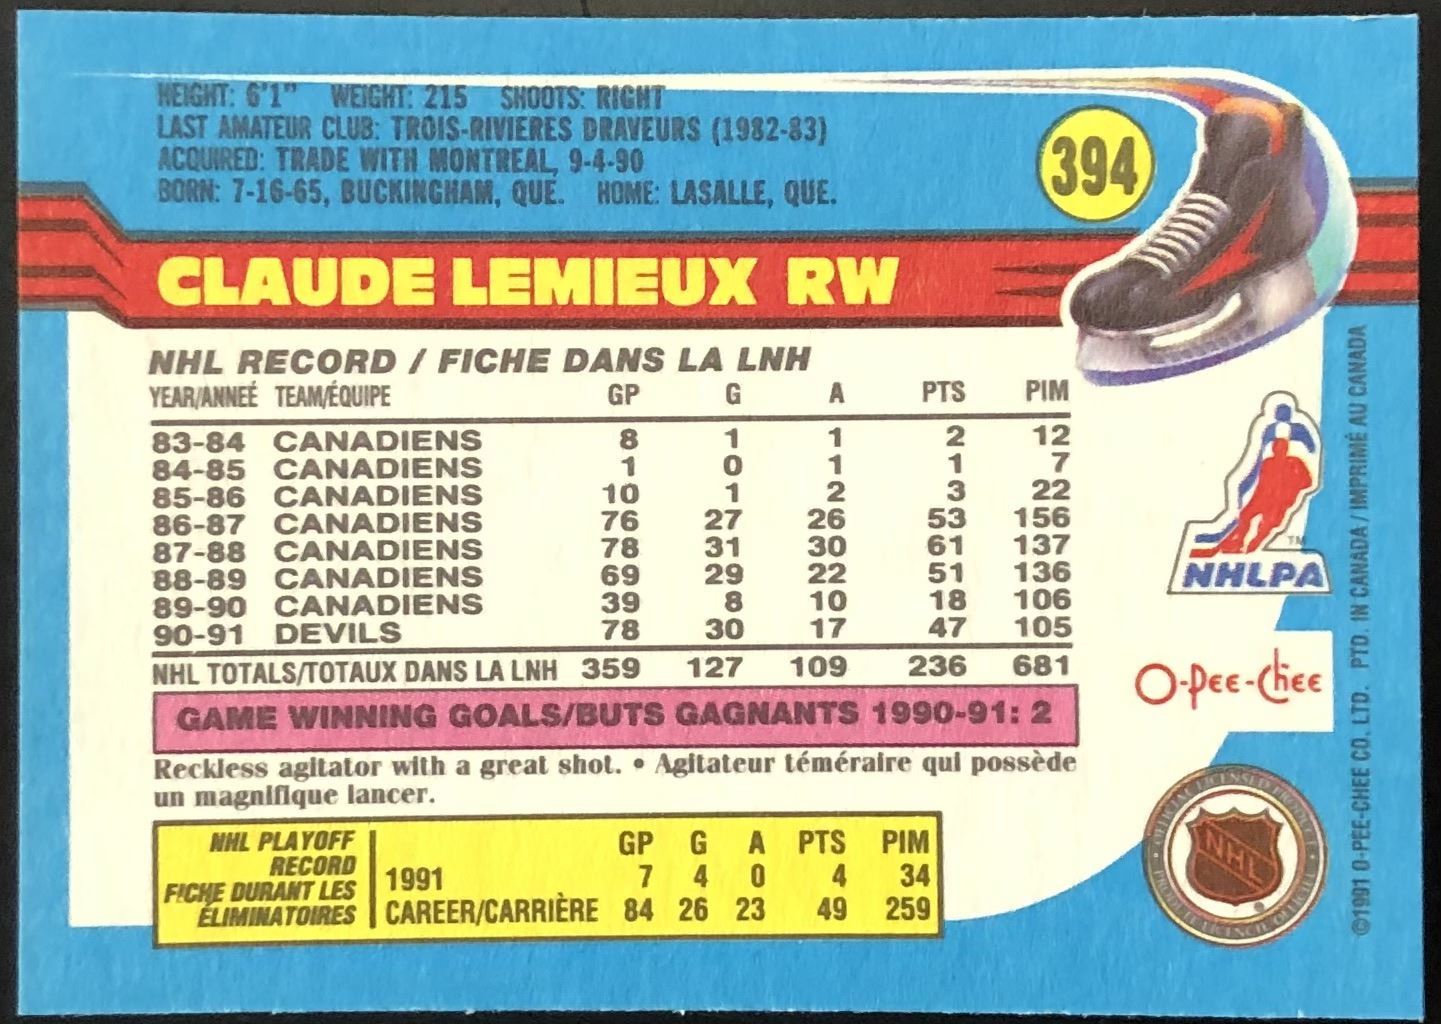 HEIGHT: 6'1" WEIGHT: 215 SHOOTS: RIGHT
LAST AMATEUR CLUB: TROIS-RIVIERES DRAVEURS (1982-83)
ACQUIRED: TRADE WITH MONTREAL, 9-4-90
BORN: 7-16-65, BUCKINGHAM, QUE. HOME: LASALLE, QUE.
394
CLAUDE LEMIEUX RW
NHL RECORD / FICHE DANS LA LNH
YEAR/ANNEÉ TEAM/ÉQUIPE GP G A PTS PIM
83-84 CANADIENS 8 1 1 2 12
84-85 CANADIENS 1 0 1 1 7
85-86 CANADIENS 10 1 2 3 22
86-87 CANADIENS 76 27 26 53 156
87-88 CANADIENS 78 31 30 61 137
88-89 CANADIENS 69 29 22 51 136
89-90 CANADIENS 39 8 10 18 106
90-91 DEVILS 78 30 17 47 105
NHL TOTALS/TOTAUX DANS LA LNH 359 127 109 236 681
GAME WINNING GOALS/BUTS GAGNANTS 1990-91: 2
Reckless agitator with a great shot. • Agitateur téméraire qui possède
un magnifique lancer.
NHL PLAYOFF
RECORD
FICHE DURANT LES
ÉLIMINATOIRES
GP G A PTS PIM
1991 7 4 0 4 34
CAREER/CARRIÈRE 84 26 23 49 259
TM
NHLPA
O-Pee-Chee
OFFICIAL LICENSED PRODUCT
NHL
PRODUIT LICENCIÉ OFFICIEL
©1991 O-PEE-CHEE CO. LTD. PTD. IN CANADA / IMPRIMÉ AU CANADA